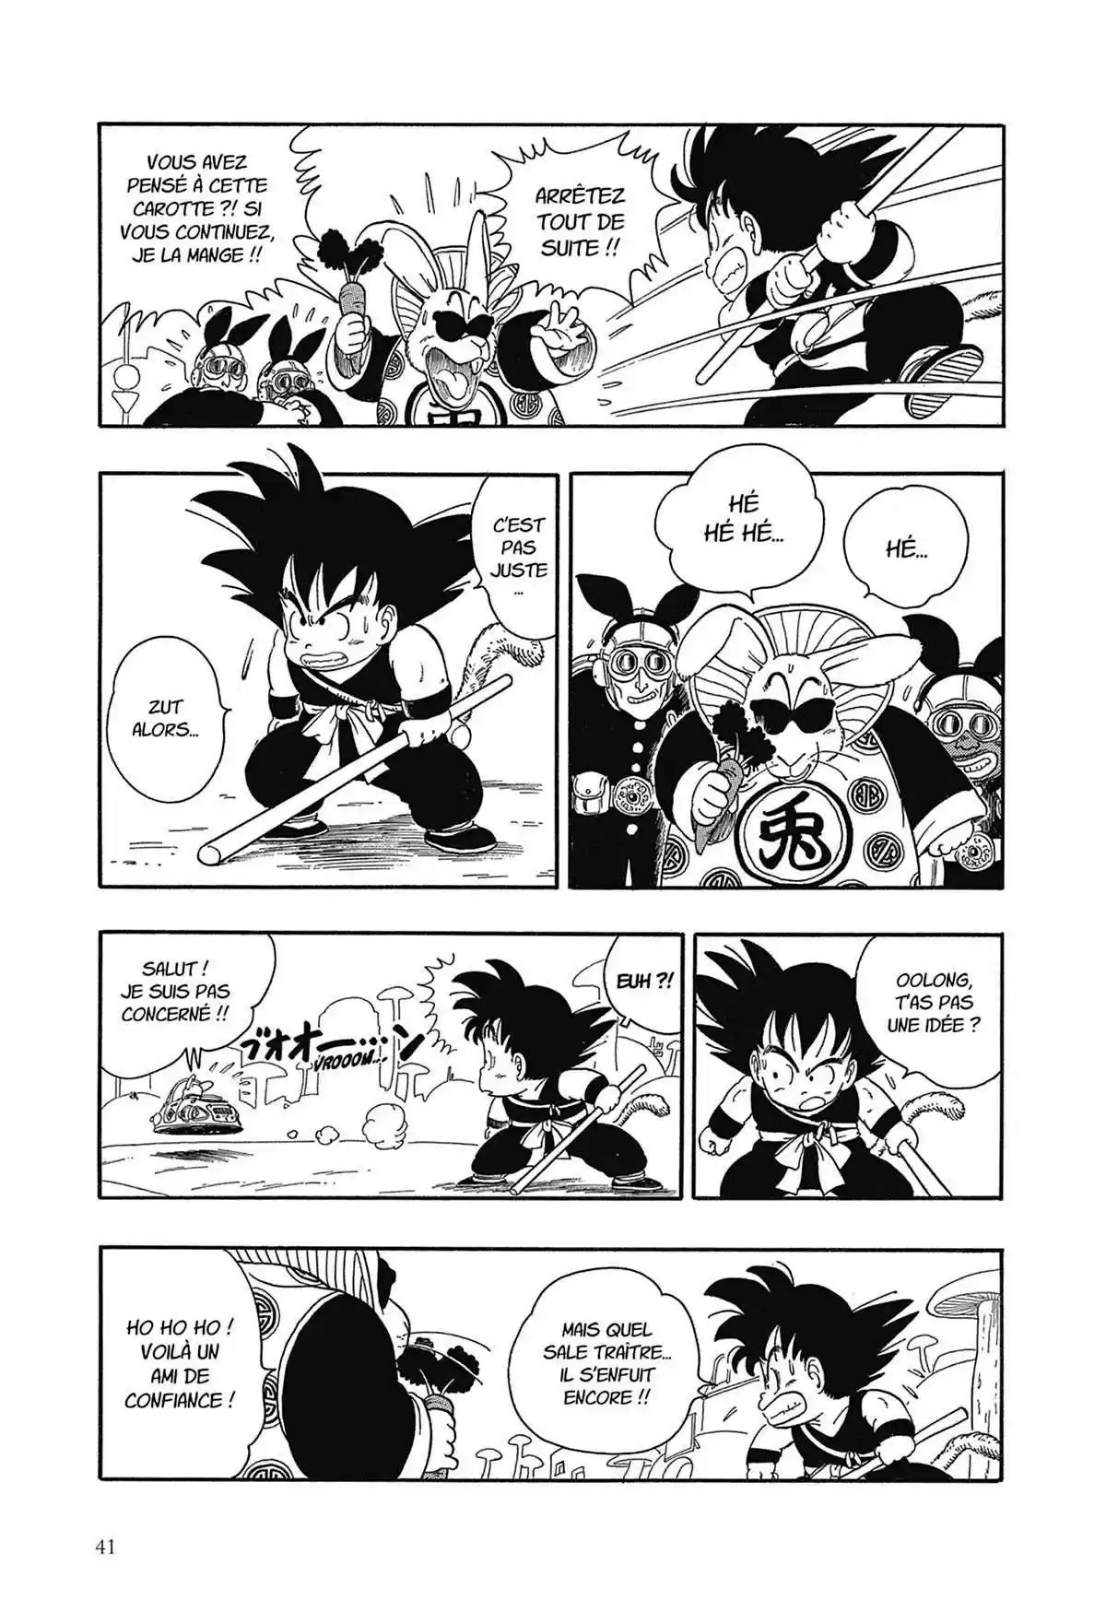 ARRÊTEZ
TOUT DE
SUITE !!
VOUS AVEZ
PENSÉ À CETTE
CAROTTE ?! SI
VOUS CONTINUEZ,
JE LA MANGE !!
HÉ...
HÉ
HÉ HÉ...
兎
C'EST
PAS
JUSTE
...
ZUT
ALORS...
OOLONG,
T'AS PAS
UNE IDÉE ?
EUH ?!
ブオオー…ン
VROOOM...
SALUT !
JE SUIS PAS
CONCERNÉ !!
MAIS QUEL
SALE TRAÎTRE...
IL S'ENFUIT
ENCORE !!
HO HO HO !
VOILÀ UN
AMI DE
CONFIANCE !
41